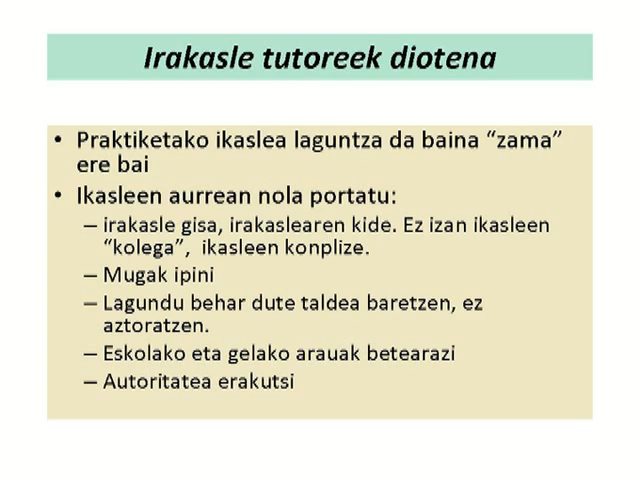 Irakasle tutoreek diotena
• Praktiketako ikaslea laguntza da baina “zama”
ere bai
• Ikasleen aurrean nola portatu:
– irakasle gisa, irakaslearen kide. Ez izan ikasleen
“kolega”, ikasleen konplize.
– Mugak ipini
– Lagundu behar dute taldea baretzen, ez
aztoratzen.
– Eskolako eta gelako arauak betearazi
– Autoritatea erakutsi